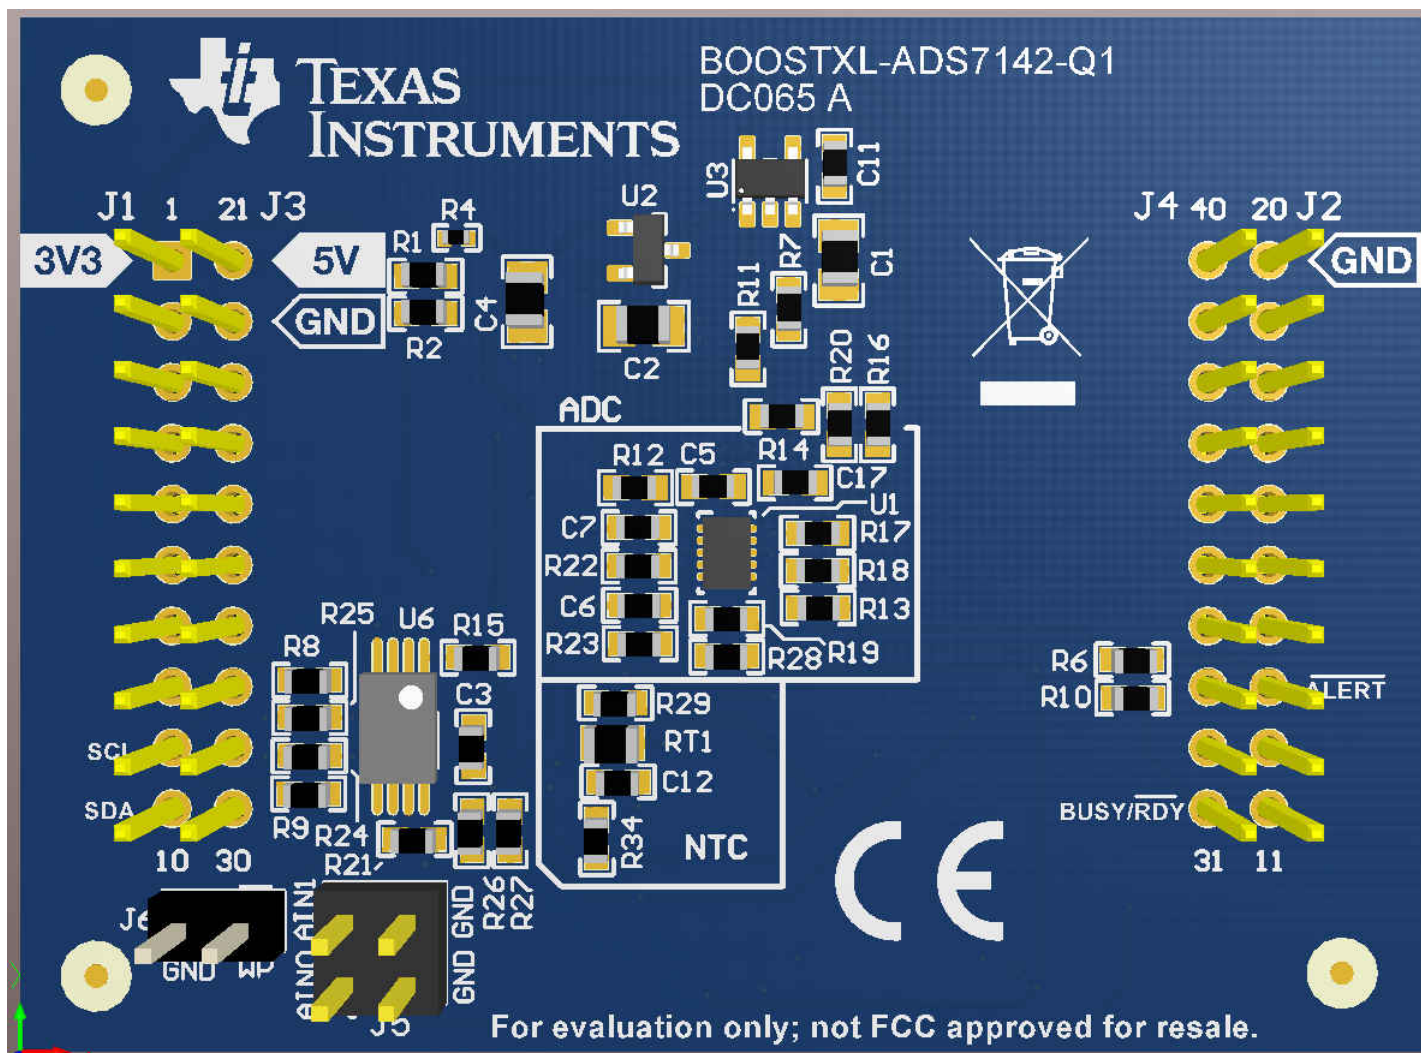 TEXAS
INSTRUMENTS
BOOSTXL-ADS7142-Q1
DC065 A
U3
C11
J1 1 21 J3
R4
U2
J4 40 20 J2
3V3
5V
R1
R7
C1
GND
GND
C4
R11
R2
C2
R20
R16
ADC
R14
R12
C5
C17
U1
C7
R17
R22
R18
C6
R13
R25
U6
R15
R23
R28
R19
R8
R6
C3
R29
R10
ALERT
SCL
RT1
C12
SDA
BUSY/RDY
R9
R24
R34
NTC
10 30
R21
31 11
R26
R27
AIN1
GND
J6
GND
WP
AIN0
GND
J5
CE
For evaluation only; not FCC approved for resale.